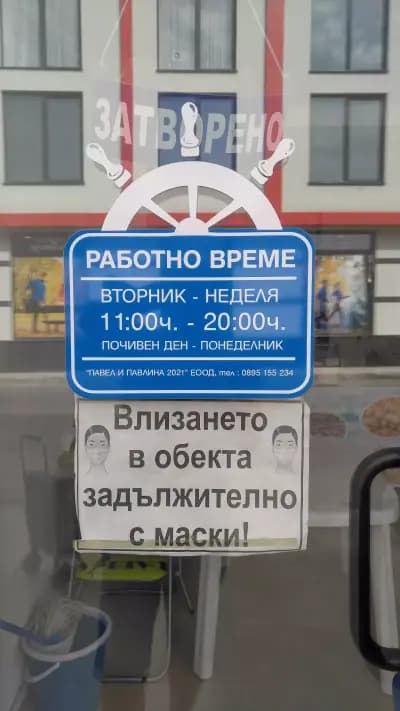 ЗАТВОРЕНО
РАБОТНО ВРЕМЕ
ВТОРНИК - НЕДЕЛЯ
11:00ч. - 20:00ч.
ПОЧИВЕН ДЕН - ПОНЕДЕЛНИК
"ПАВЕЛ И ПАВЛИНА 2021" ЕООД, тел : 0895 155 234
Влизането
в обекта
задължително
с маски!